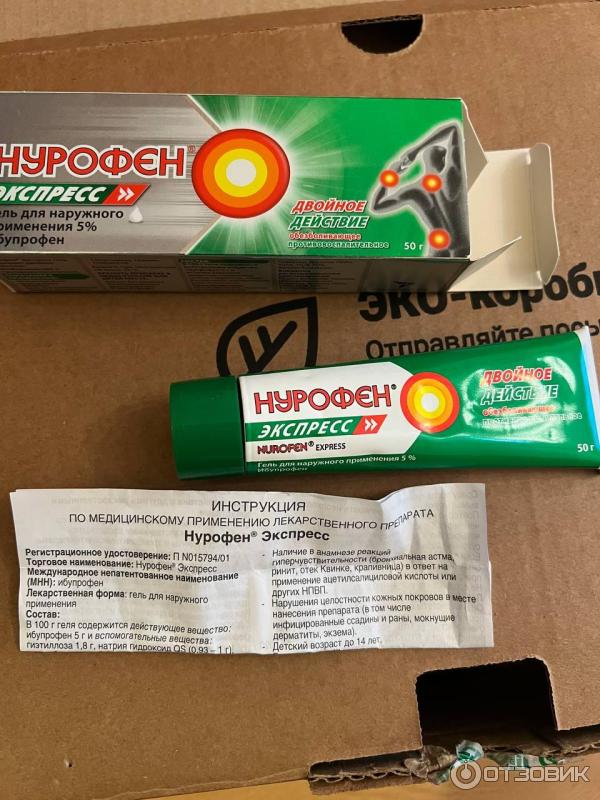 НУРОФЕН®
ЭКСПРЕСС
гель для наружного
применения 5%
ибупрофен
ДВОЙНОЕ
ДЕЙСТВИЕ
обезболивающее
противовоспалительное
50 г
ЭКО-короб
Отправляйте
НУРОФЕН®
ЭКСПРЕСС
NUROFEN® EXPRESS
Гель для наружного применения 5 %
Ибупрофен
ДВОЙНОЕ
ДЕЙСТВИЕ
обезболивающее
50 г
ИНСТРУКЦИЯ
ПО МЕДИЦИНСКОМУ ПРИМЕНЕНИЮ ЛЕКАРСТВЕННОГО ПРЕПАРАТА
Нурофен® Экспресс
Регистрационное удостоверение: П N015794/01
Торговое наименование: Нурофен® Экспресс
Международное непатентованное наименование
(МНН): ибупрофен
Лекарственная форма: гель для наружного
применения
Состав:
В 100 г геля содержится действующее вещество:
ибупрофен 5 г и вспомогательные вещества:
гиэтиллоза 1,8 г, натрия гидроксид QS (0,93 – 1 г),
- Наличие в анамнезе реакций
гиперчувствительности (бронхиальная астма,
ринит, отек Квинке, крапивница) в ответ на
применение ацетилсалициловой кислоты или
других НПВП.
- Нарушения целостности кожных покровов в месте
нанесения препарата (в том числе
инфицированные ссадины и раны, мокнущие
дерматиты, экзема).
- Детский возраст до 14 лет.
ОТЗОВИК